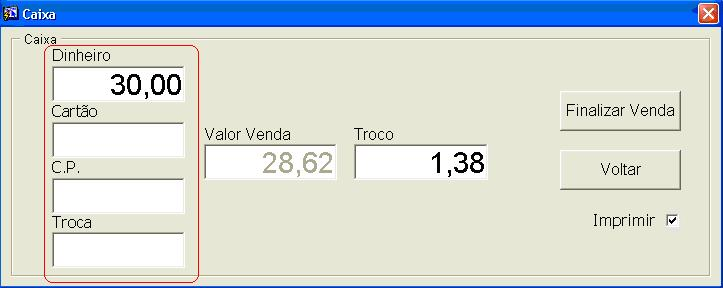 Caixa
Caixa
Dinheiro
30,00
Cartão
C.P.
Troca
Valor Venda
28,62
Troco
1,38
Finalizar Venda
Voltar
Imprimir